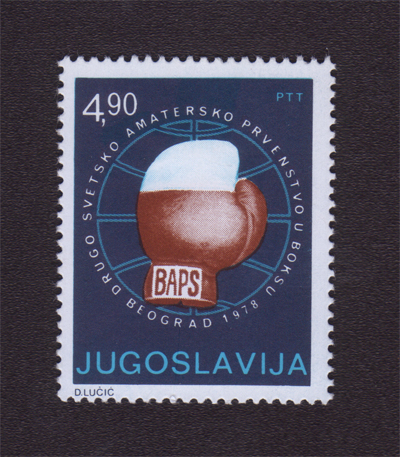 4,90
PTT
DRUGO SVETSKO AMATERSKO PRVENSTVO U BOKSU
BEOGRAD 1978
BAPS
JUGOSLAVIJA
D.LUČIĆ